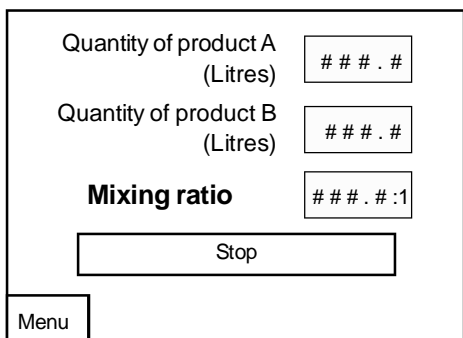 Quantity of product A
(Litres)
# # # . #
Quantity of product B
(Litres)
# # # . #
Mixing ratio
# # # . # :1
Stop
Menu